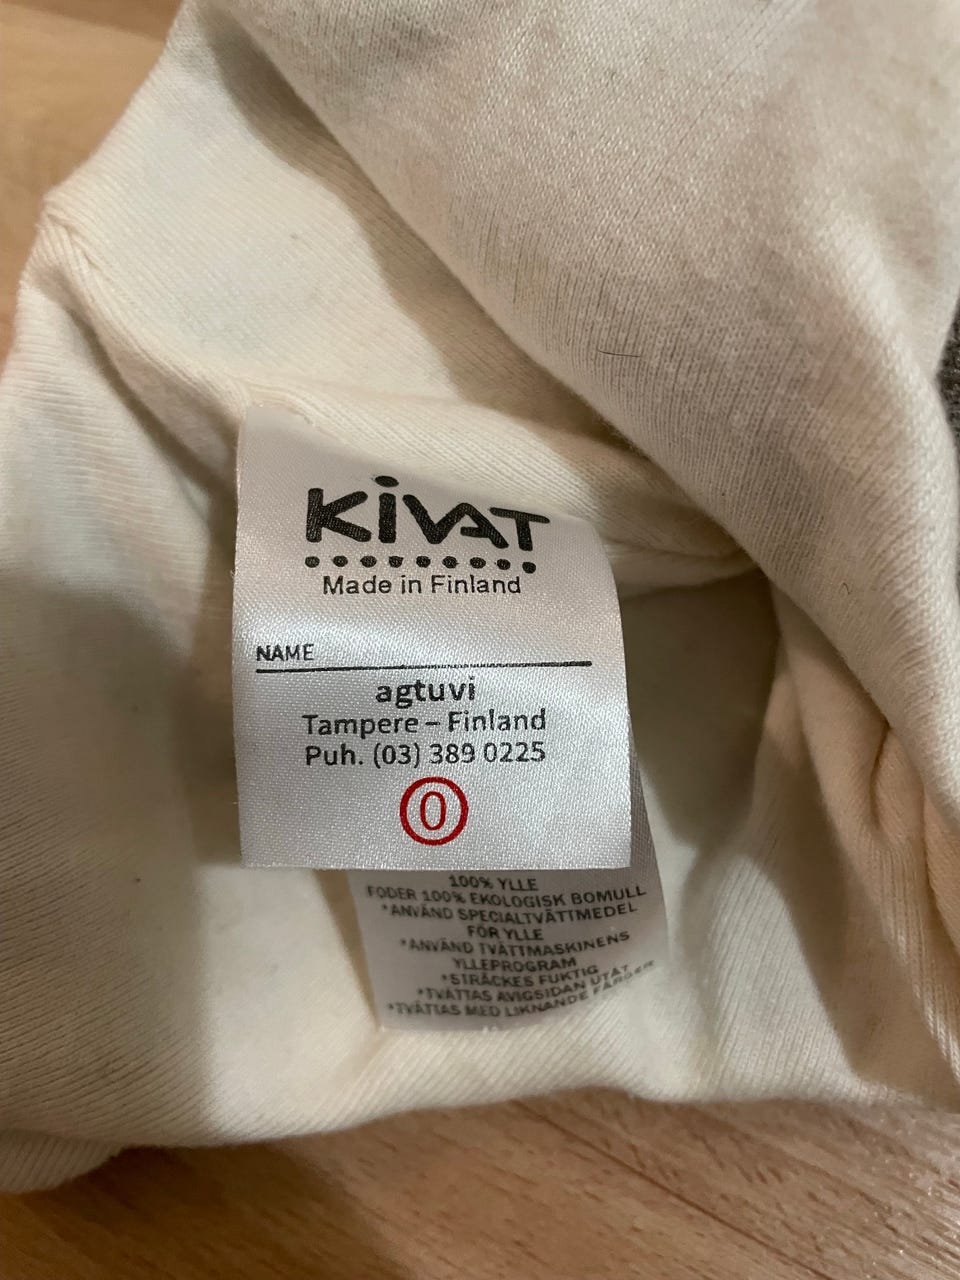 KiVAT
Made in Finland
NAME
agtuvi
Tampere – Finland
Puh. (03) 389 0225
0
100% YLLE
FODER 100% EKOLOGISK BOMULL
*ANVÄND SPECIALTVÄTTMEDEL
FÖR YLLE
*ANVÄND TVÄTTMASKINENS
YLLEPROGRAM
*STRÄCKES FUKTIG
*TVÄTTAS AVIGSIDAN UTÅT
*TVÄTTAS MED LIKNANDE FÄRGER